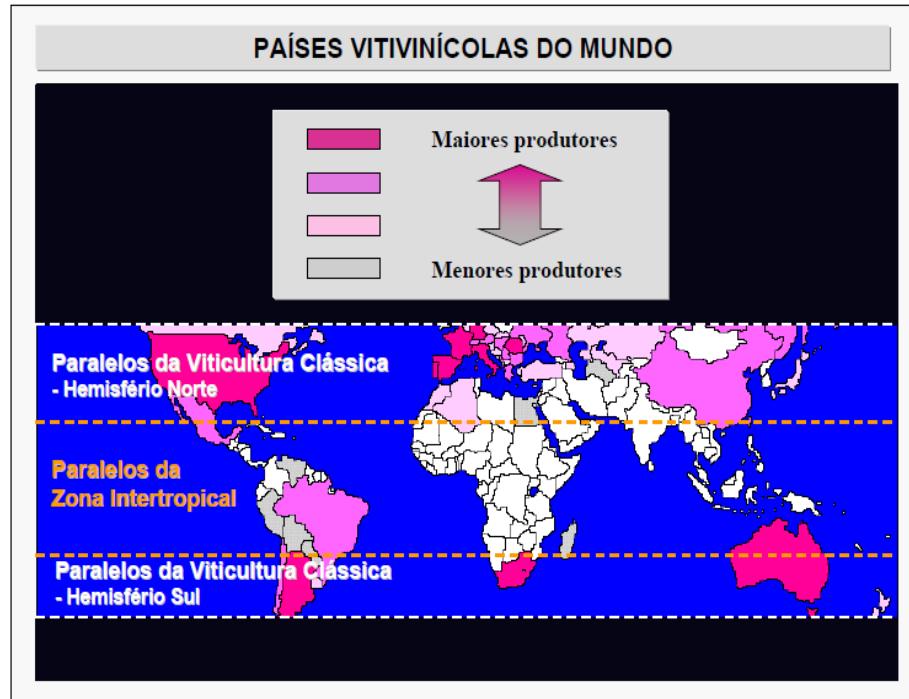 PAÍSES VITIVINÍCOLAS DO MUNDO
Maiores produtores
Menores produtores
Paralelos da Viticultura Clássica
- Hemisfério Norte
Paralelos da
Zona Intertropical
Paralelos da Viticultura Clássica
- Hemisfério Sul